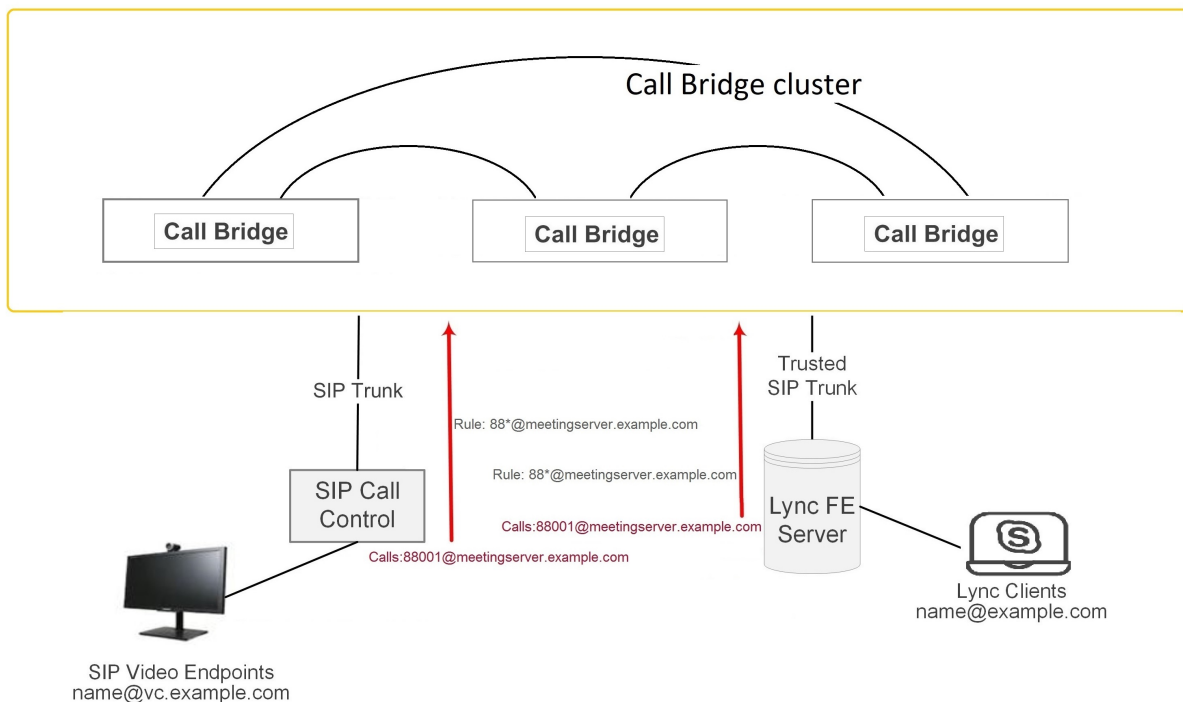 Call Bridge cluster
Call Bridge
Call Bridge
Call Bridge
SIP Trunk
Trusted
SIP Trunk
Rule: 88*@meetingserver.example.com
Rule: 88*@meetingserver.example.com
SIP Call
Control
Calls:88001@meetingserver.example.com
Calls:88001@meetingserver.example.com
Lync FE
Server
Lync Clients
name@example.com
SIP Video Endpoints
name@vc.example.com